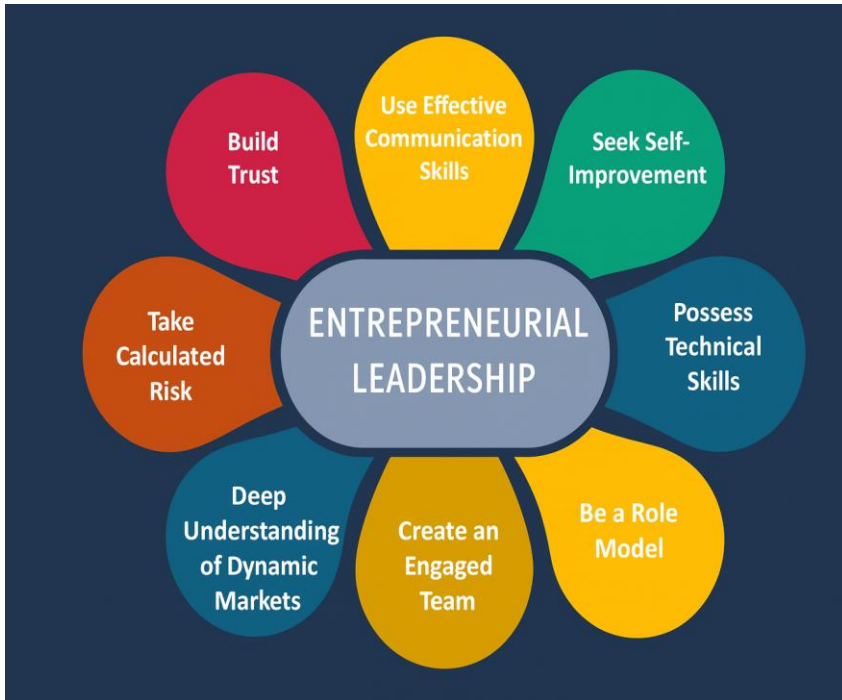 Use Effective
Communication
Skills
Build
Trust
Seek Self-
Improvement
Take
Calculated
Risk
ENTREPRENEURIAL
LEADERSHIP
Possess
Technical
Skills
Deep
Understanding
of Dynamic
Markets
Create an
Engaged
Team
Be a Role
Model